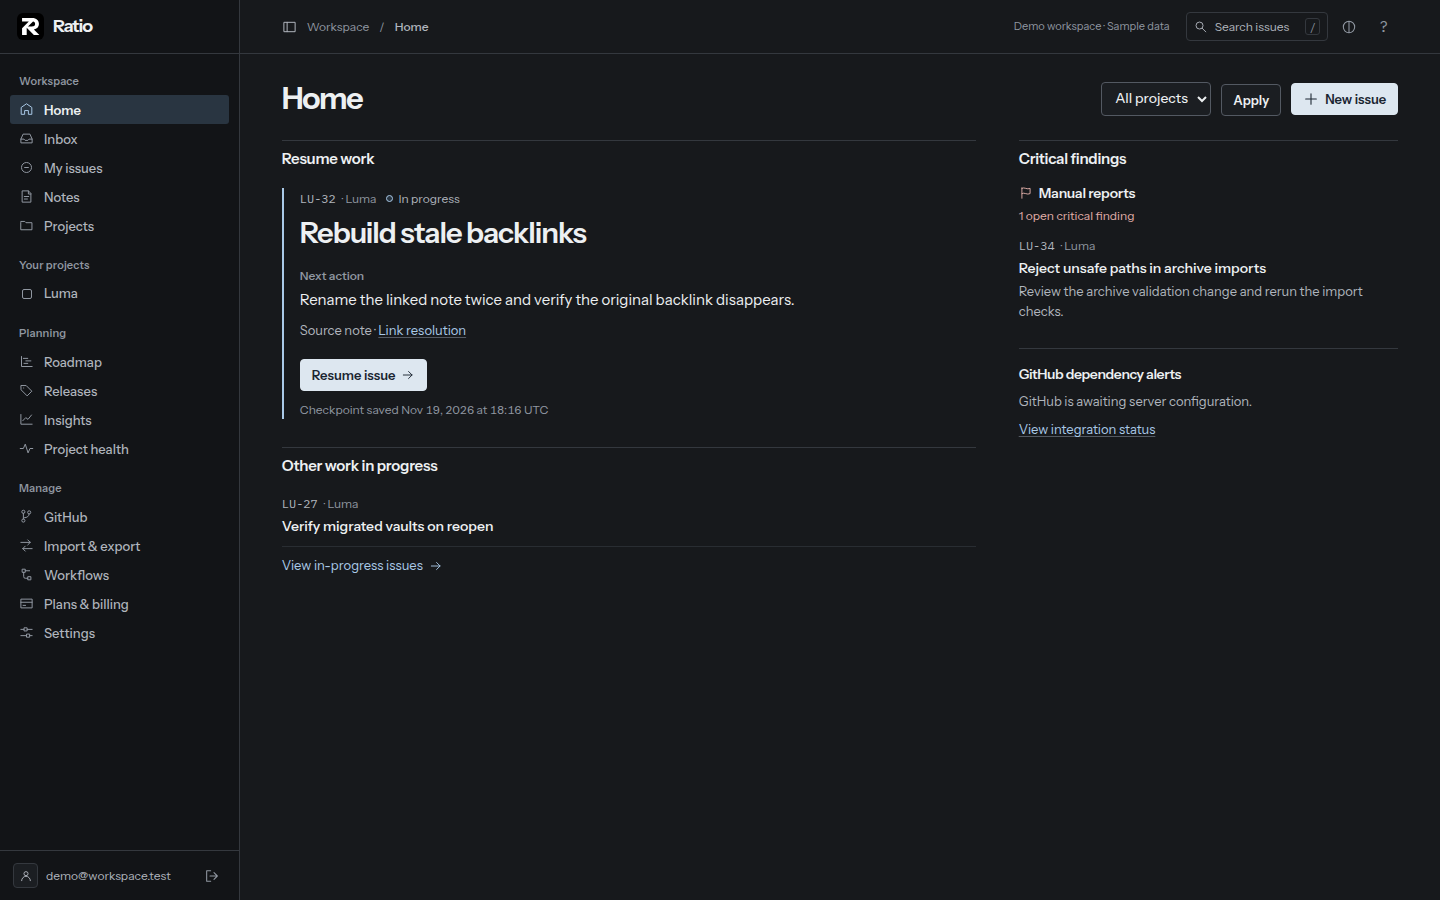 Ratio
Workspace
Home
Inbox
My issues
Notes
Projects
Your projects
Luma
Planning
Roadmap
Releases
Insights
Project health
Manage
GitHub
Import & export
Workflows
Plans & billing
Settings
demo@workspace.test
Workspace / Home
Demo workspace · Sample data
Search issues /
?
Home
All projects
Apply
New issue
Resume work
LU-32 · Luma In progress
Rebuild stale backlinks
Next action
Rename the linked note twice and verify the original backlink disappears.
Source note · Link resolution
Resume issue →
Checkpoint saved Nov 19, 2026 at 18:16 UTC
Other work in progress
LU-27 · Luma
Verify migrated vaults on reopen
View in-progress issues →
Critical findings
Manual reports
1 open critical finding
LU-34 · Luma
Reject unsafe paths in archive imports
Review the archive validation change and rerun the import
checks.
GitHub dependency alerts
GitHub is awaiting server configuration.
View integration status